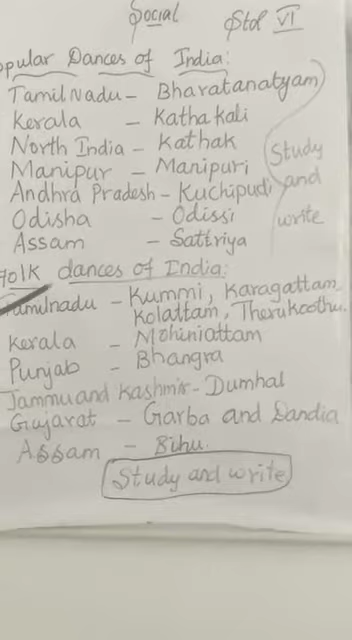 Social Std VI
opular Dances of India:
Tamil Nadu - Bharatanatyam
Kerala - Kathakali
North India - Kathak
Manipur - Manipuri
Andhra Pradesh - Kuchipudi
Odisha - Odissi
Assam - Sattriya
Study
and
write
Folk dances of India:
Tamilnadu - Kummi, Karagattam
Kolattam, Therukoothu.
Kerala - Mohiniattam
Punjab - Bhangra
Jammu and Kashmir - Dumhal
Gujarat - Garba and Dandia
Assam - Bihu.
Study and write